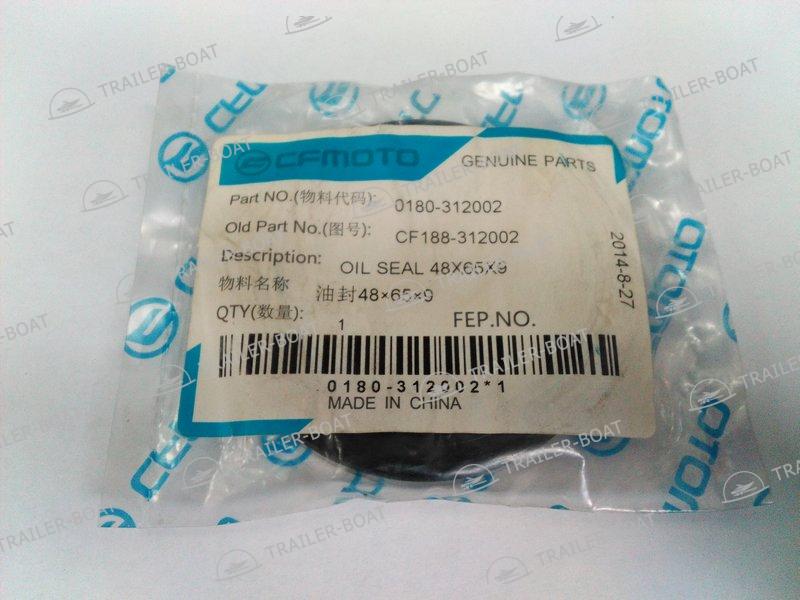 CFMOTO GENUINE PARTS
Part NO.(物料代码): 0180-312002
Old Part No.(图号): CF188-312002
Description: OIL SEAL 48X65X9
物料名称 油封48×65×9
QTY(数量): 1 FEP.NO.
2014-8-27
0180-312002*1
MADE IN CHINA
TRAILER-BOAT